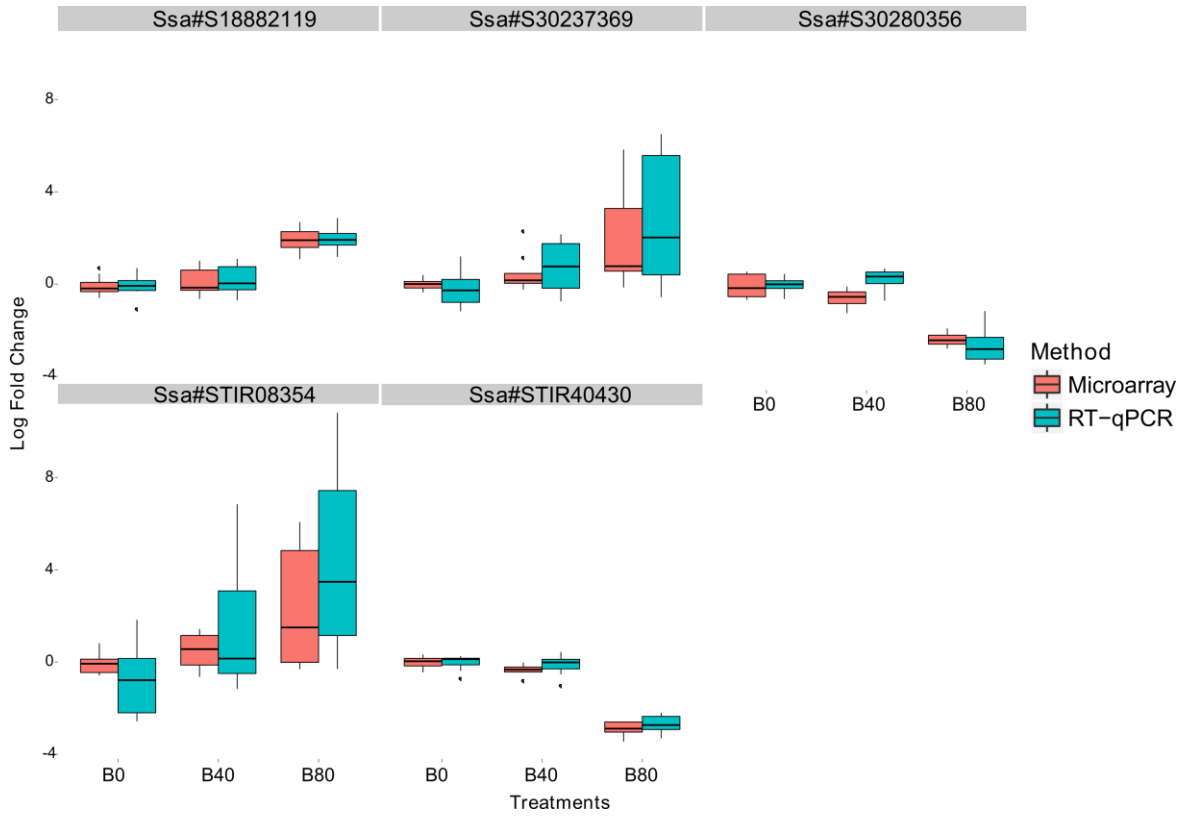 Ssa#S18882119 Ssa#S30237369 Ssa#S30280356
8
4
0
-4
B0 B40 B80
Log Fold Change
Method
Microarray
RT-qPCR
Ssa#STIR08354 Ssa#STIR40430
8
4
0
-4
B0 B40 B80 B0 B40 B80
Treatments